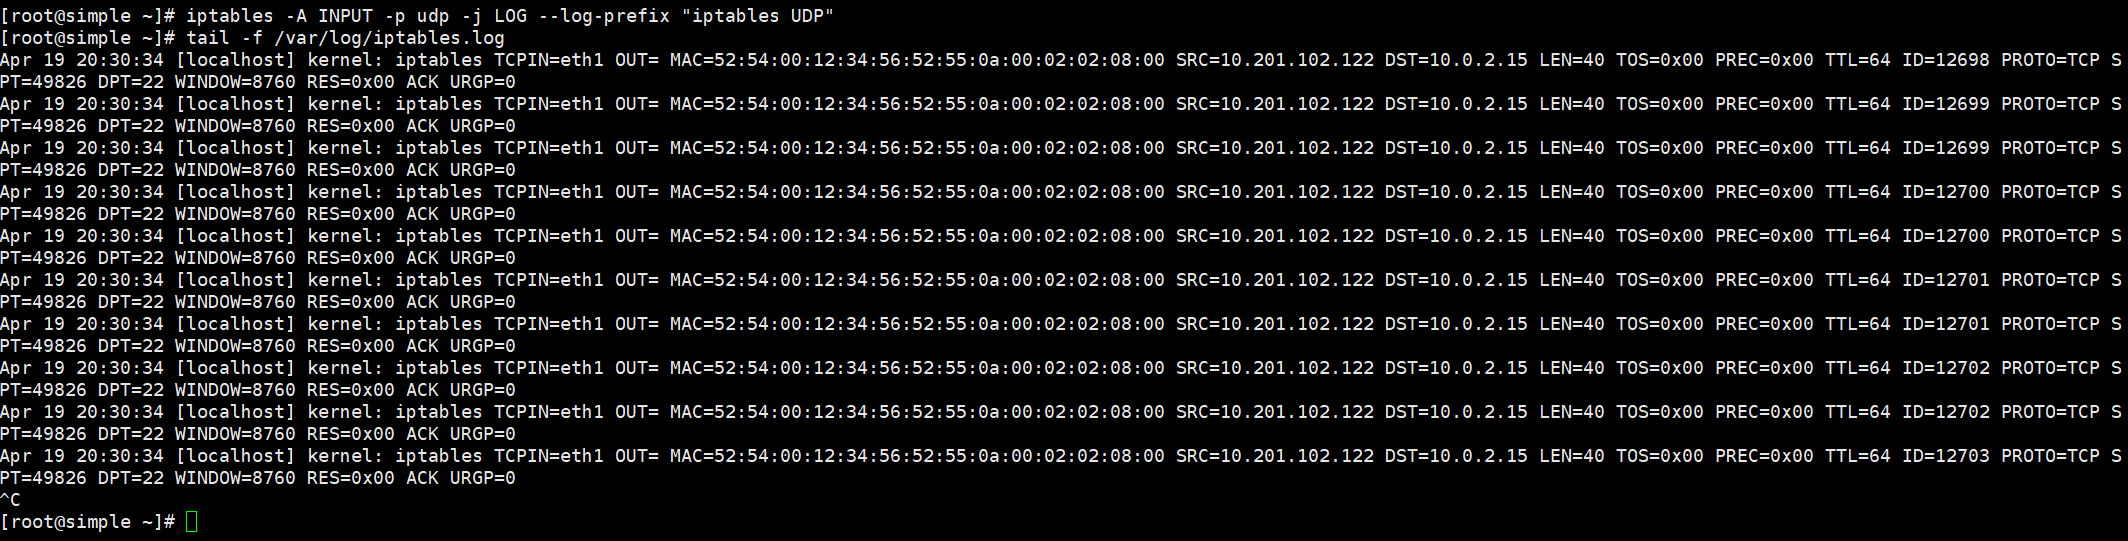 [root@simple ~]# iptables -A INPUT -p udp -j LOG --log-prefix "iptables UDP"
[root@simple ~]# tail -f /var/log/iptables.log
Apr 19 20:30:34 [localhost] kernel: iptables TCPIN=eth1 OUT= MAC=52:54:00:12:34:56:52:55:0a:00:02:02:08:00 SRC=10.201.102.122 DST=10.0.2.15 LEN=40 TOS=0x00 PREC=0x00 TTL=64 ID=12698 PROTO=TCP S
PT=49826 DPT=22 WINDOW=8760 RES=0x00 ACK URGP=0
Apr 19 20:30:34 [localhost] kernel: iptables TCPIN=eth1 OUT= MAC=52:54:00:12:34:56:52:55:0a:00:02:02:08:00 SRC=10.201.102.122 DST=10.0.2.15 LEN=40 TOS=0x00 PREC=0x00 TTL=64 ID=12699 PROTO=TCP S
PT=49826 DPT=22 WINDOW=8760 RES=0x00 ACK URGP=0
Apr 19 20:30:34 [localhost] kernel: iptables TCPIN=eth1 OUT= MAC=52:54:00:12:34:56:52:55:0a:00:02:02:08:00 SRC=10.201.102.122 DST=10.0.2.15 LEN=40 TOS=0x00 PREC=0x00 TTL=64 ID=12699 PROTO=TCP S
PT=49826 DPT=22 WINDOW=8760 RES=0x00 ACK URGP=0
Apr 19 20:30:34 [localhost] kernel: iptables TCPIN=eth1 OUT= MAC=52:54:00:12:34:56:52:55:0a:00:02:02:08:00 SRC=10.201.102.122 DST=10.0.2.15 LEN=40 TOS=0x00 PREC=0x00 TTL=64 ID=12700 PROTO=TCP S
PT=49826 DPT=22 WINDOW=8760 RES=0x00 ACK URGP=0
Apr 19 20:30:34 [localhost] kernel: iptables TCPIN=eth1 OUT= MAC=52:54:00:12:34:56:52:55:0a:00:02:02:08:00 SRC=10.201.102.122 DST=10.0.2.15 LEN=40 TOS=0x00 PREC=0x00 TTL=64 ID=12700 PROTO=TCP S
PT=49826 DPT=22 WINDOW=8760 RES=0x00 ACK URGP=0
Apr 19 20:30:34 [localhost] kernel: iptables TCPIN=eth1 OUT= MAC=52:54:00:12:34:56:52:55:0a:00:02:02:08:00 SRC=10.201.102.122 DST=10.0.2.15 LEN=40 TOS=0x00 PREC=0x00 TTL=64 ID=12701 PROTO=TCP S
PT=49826 DPT=22 WINDOW=8760 RES=0x00 ACK URGP=0
Apr 19 20:30:34 [localhost] kernel: iptables TCPIN=eth1 OUT= MAC=52:54:00:12:34:56:52:55:0a:00:02:02:08:00 SRC=10.201.102.122 DST=10.0.2.15 LEN=40 TOS=0x00 PREC=0x00 TTL=64 ID=12701 PROTO=TCP S
PT=49826 DPT=22 WINDOW=8760 RES=0x00 ACK URGP=0
Apr 19 20:30:34 [localhost] kernel: iptables TCPIN=eth1 OUT= MAC=52:54:00:12:34:56:52:55:0a:00:02:02:08:00 SRC=10.201.102.122 DST=10.0.2.15 LEN=40 TOS=0x00 PREC=0x00 TTL=64 ID=12702 PROTO=TCP S
PT=49826 DPT=22 WINDOW=8760 RES=0x00 ACK URGP=0
Apr 19 20:30:34 [localhost] kernel: iptables TCPIN=eth1 OUT= MAC=52:54:00:12:34:56:52:55:0a:00:02:02:08:00 SRC=10.201.102.122 DST=10.0.2.15 LEN=40 TOS=0x00 PREC=0x00 TTL=64 ID=12702 PROTO=TCP S
PT=49826 DPT=22 WINDOW=8760 RES=0x00 ACK URGP=0
Apr 19 20:30:34 [localhost] kernel: iptables TCPIN=eth1 OUT= MAC=52:54:00:12:34:56:52:55:0a:00:02:02:08:00 SRC=10.201.102.122 DST=10.0.2.15 LEN=40 TOS=0x00 PREC=0x00 TTL=64 ID=12703 PROTO=TCP S
PT=49826 DPT=22 WINDOW=8760 RES=0x00 ACK URGP=0
^C
[root@simple ~]#